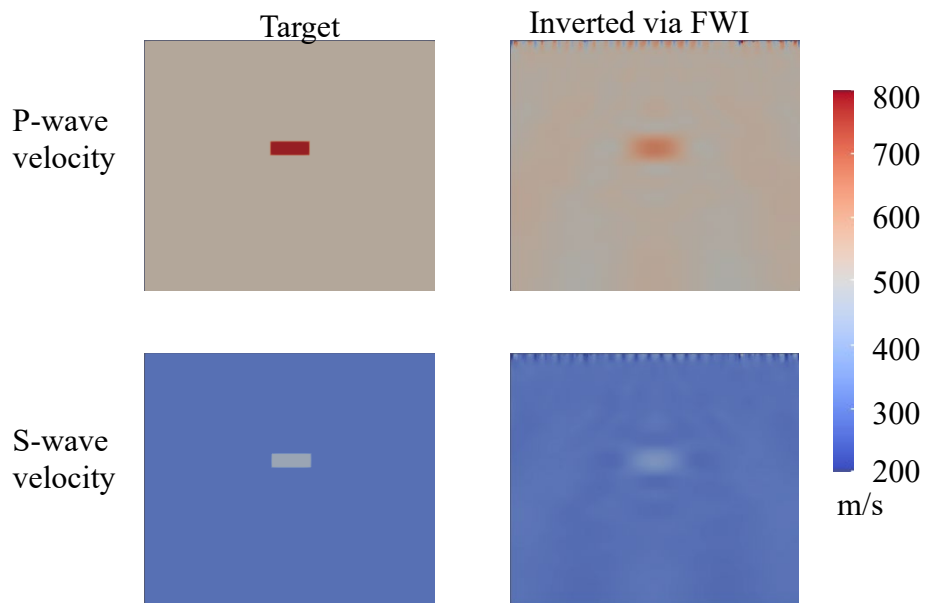 Target
Inverted via FWI
P-wave
velocity
S-wave
velocity
800
700
600
500
400
300
200
m/s